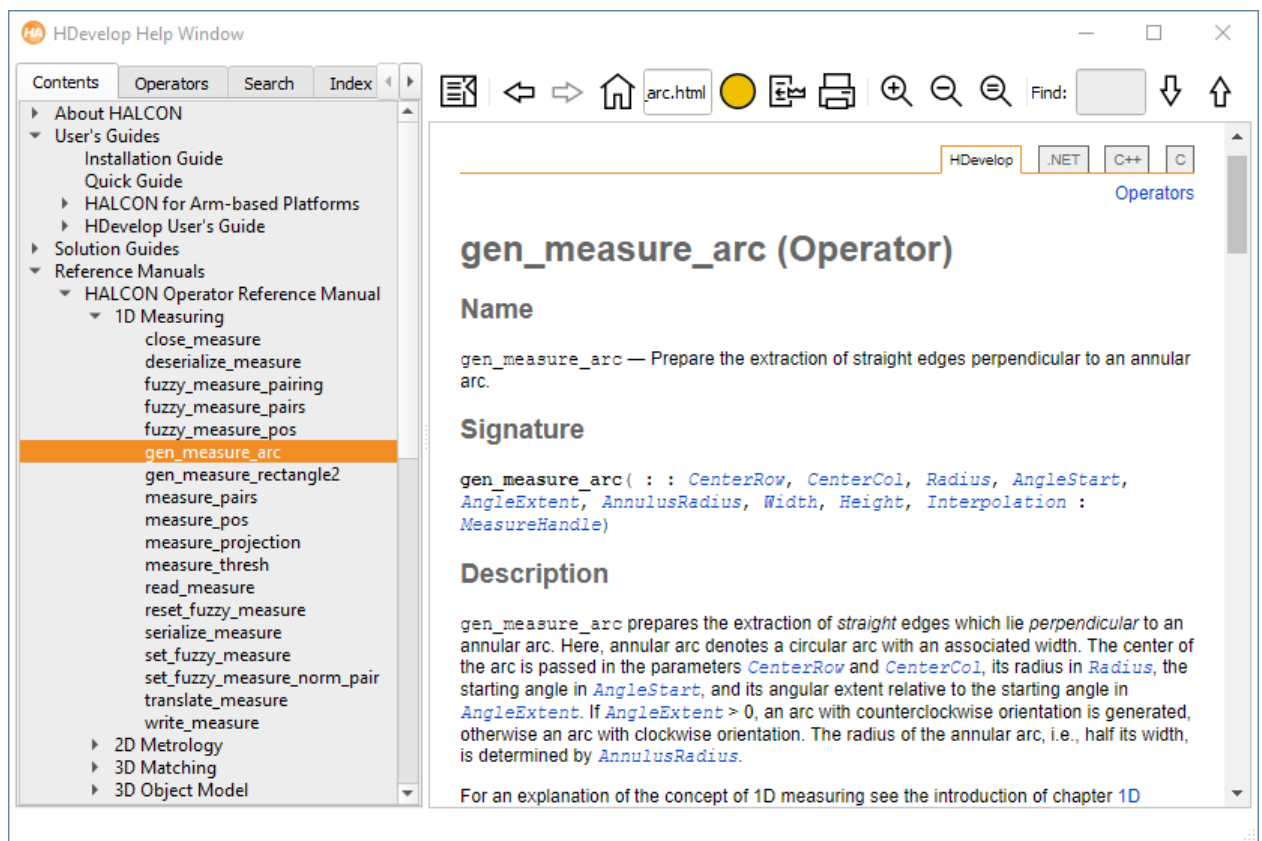 HDevelop Help Window
Contents Operators Search Index
About HALCON
User's Guides
Installation Guide
Quick Guide
HALCON for Arm-based Platforms
HDevelop User's Guide
Solution Guides
Reference Manuals
HALCON Operator Reference Manual
1D Measuring
close_measure
deserialize_measure
fuzzy_measure_pairing
fuzzy_measure_pairs
fuzzy_measure_pos
gen_measure_arc
gen_measure_rectangle2
measure_pairs
measure_pos
measure_projection
measure_thresh
read_measure
reset_fuzzy_measure
serialize_measure
set_fuzzy_measure
set_fuzzy_measure_norm_pair
translate_measure
write_measure
2D Metrology
3D Matching
3D Object Model
_arc.html Find:
HDevelop .NET C++ C
Operators
gen_measure_arc (Operator)
Name
gen_measure_arc — Prepare the extraction of straight edges perpendicular to an annular
arc.
Signature
gen_measure_arc( : : CenterRow, CenterCol, Radius, AngleStart,
AngleExtent, AnnulusRadius, Width, Height, Interpolation :
MeasureHandle)
Description
gen_measure_arc prepares the extraction of straight edges which lie perpendicular to an
annular arc. Here, annular arc denotes a circular arc with an associated width. The center of
the arc is passed in the parameters CenterRow and CenterCol, its radius in Radius, the
starting angle in AngleStart, and its angular extent relative to the starting angle in
AngleExtent. If AngleExtent > 0, an arc with counterclockwise orientation is generated,
otherwise an arc with clockwise orientation. The radius of the annular arc, i.e., half its width,
is determined by AnnulusRadius.
For an explanation of the concept of 1D measuring see the introduction of chapter 1D